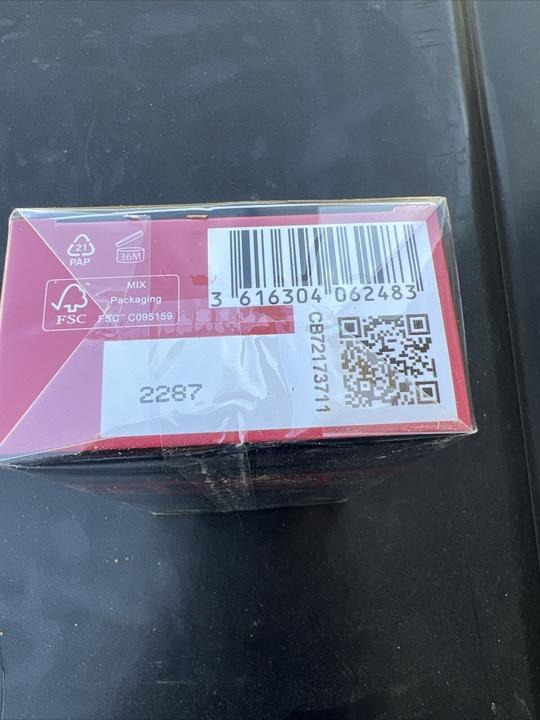 21
PAP
36M
MIX
Packaging
FSC™ C095159
FSC
3 616304 062483
CB72173711
2287